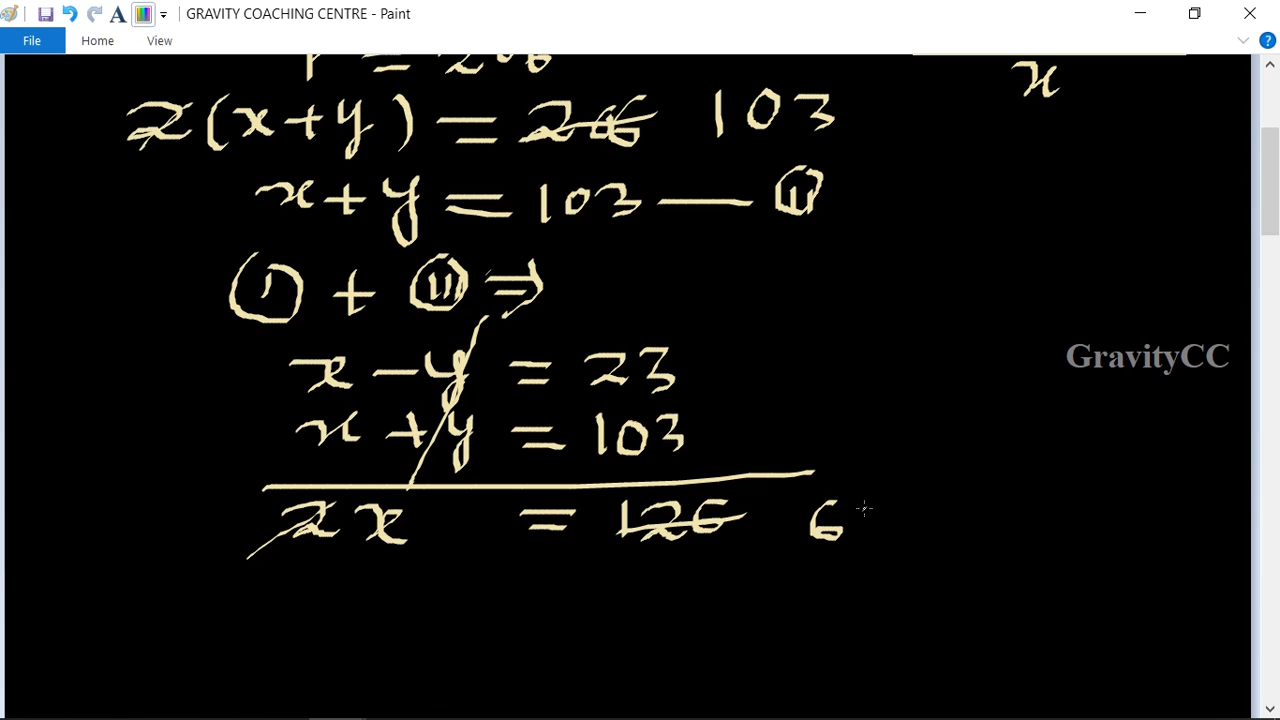 GRAVITY COACHING CENTRE - Paint
File Home View
P = 206
x
2(x+y) = 206 103
x + y = 103 — (II)
(I) + (II) ⇒
x - y = 23
GravityCC
x + y = 103
2x = 126 6